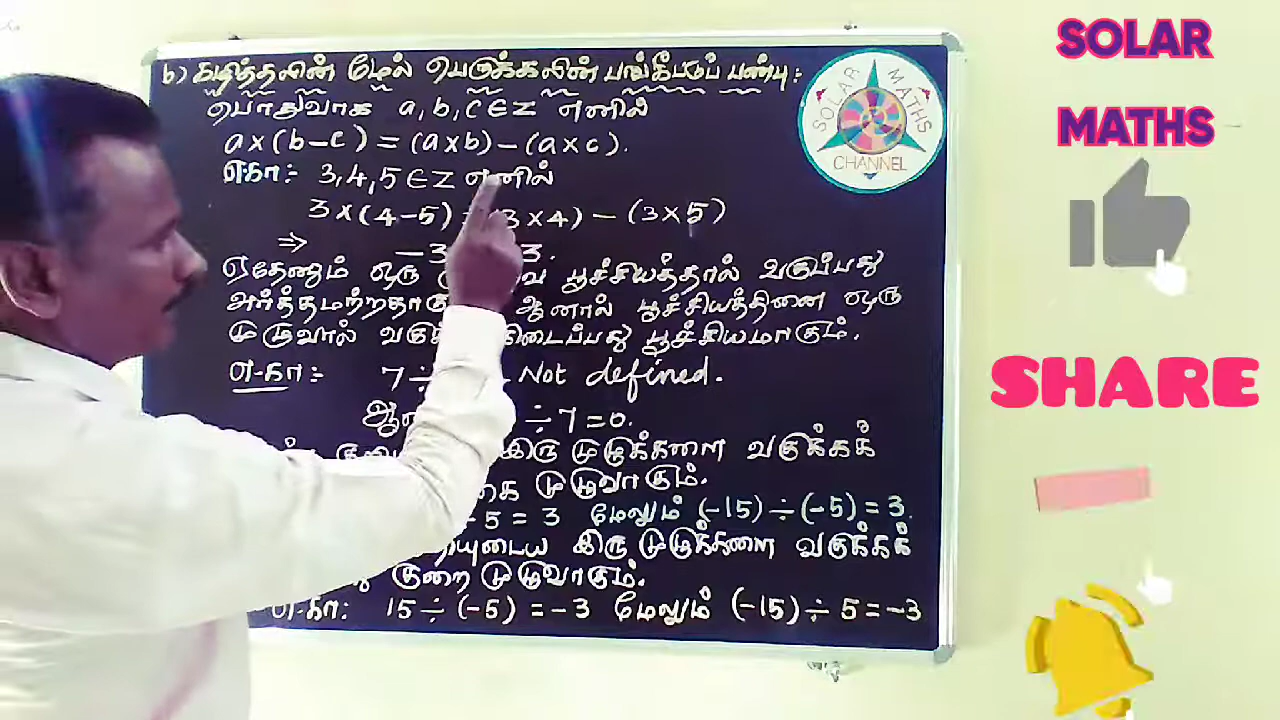 SOLAR
MATHS
SHARE
SOLAR MATHS
CHANNEL
b) கழித்தலின் மேல் பெருக்கலின் பங்கீட்டுப் பண்பு:
பொதுவாக a, b, c ∈ Z எனில்
a × (b − c) = (a × b) − (a × c).
எ.கா:- 3, 4, 5 ∈ Z எனில்
3 × (4 − 5) = (3 × 4) − (3 × 5)
⇒ −3 3.
ஏதேனும் ஒரு பூச்சியத்தால் வகுப்பது
அர்த்தமற்றதாகும் ஆனால் பூச்சியத்தினை ஒரு
முழுவால் கிடைப்பது பூச்சியமாகும்.
எ-கா:- 7 ÷ Not defined.
÷ 7 = 0.
இரு முழுக்களை வகுக்கக்
முழுவாகும்.
-5 = 3 மேலும் (-15) ÷ (-5) = 3.
இரு முழுக்களை வகுக்கக்
குறை முழுவாகும்.
எ-கா: 15 ÷ (-5) = -3 மேலும் (-15) ÷ 5 = -3